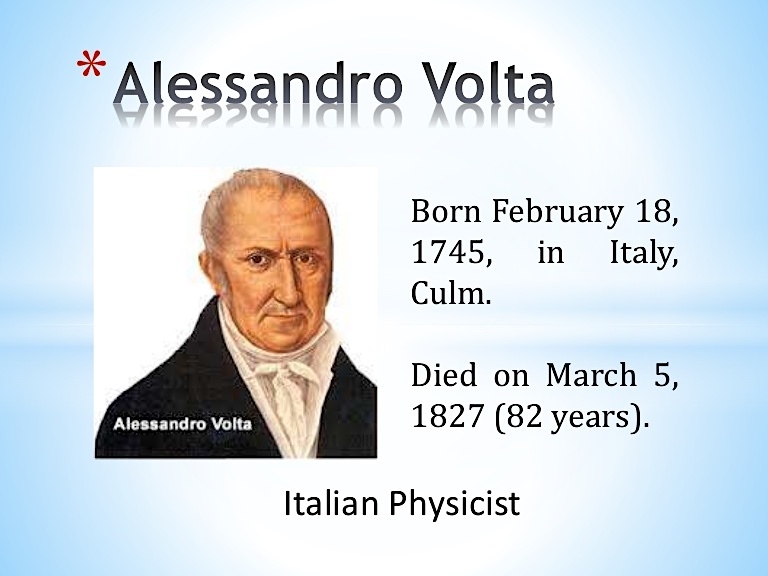 * Alessandro Volta
Born February 18,
1745, in Italy,
Culm.
Died on March 5,
1827 (82 years).
Alessandro Volta
Italian Physicist